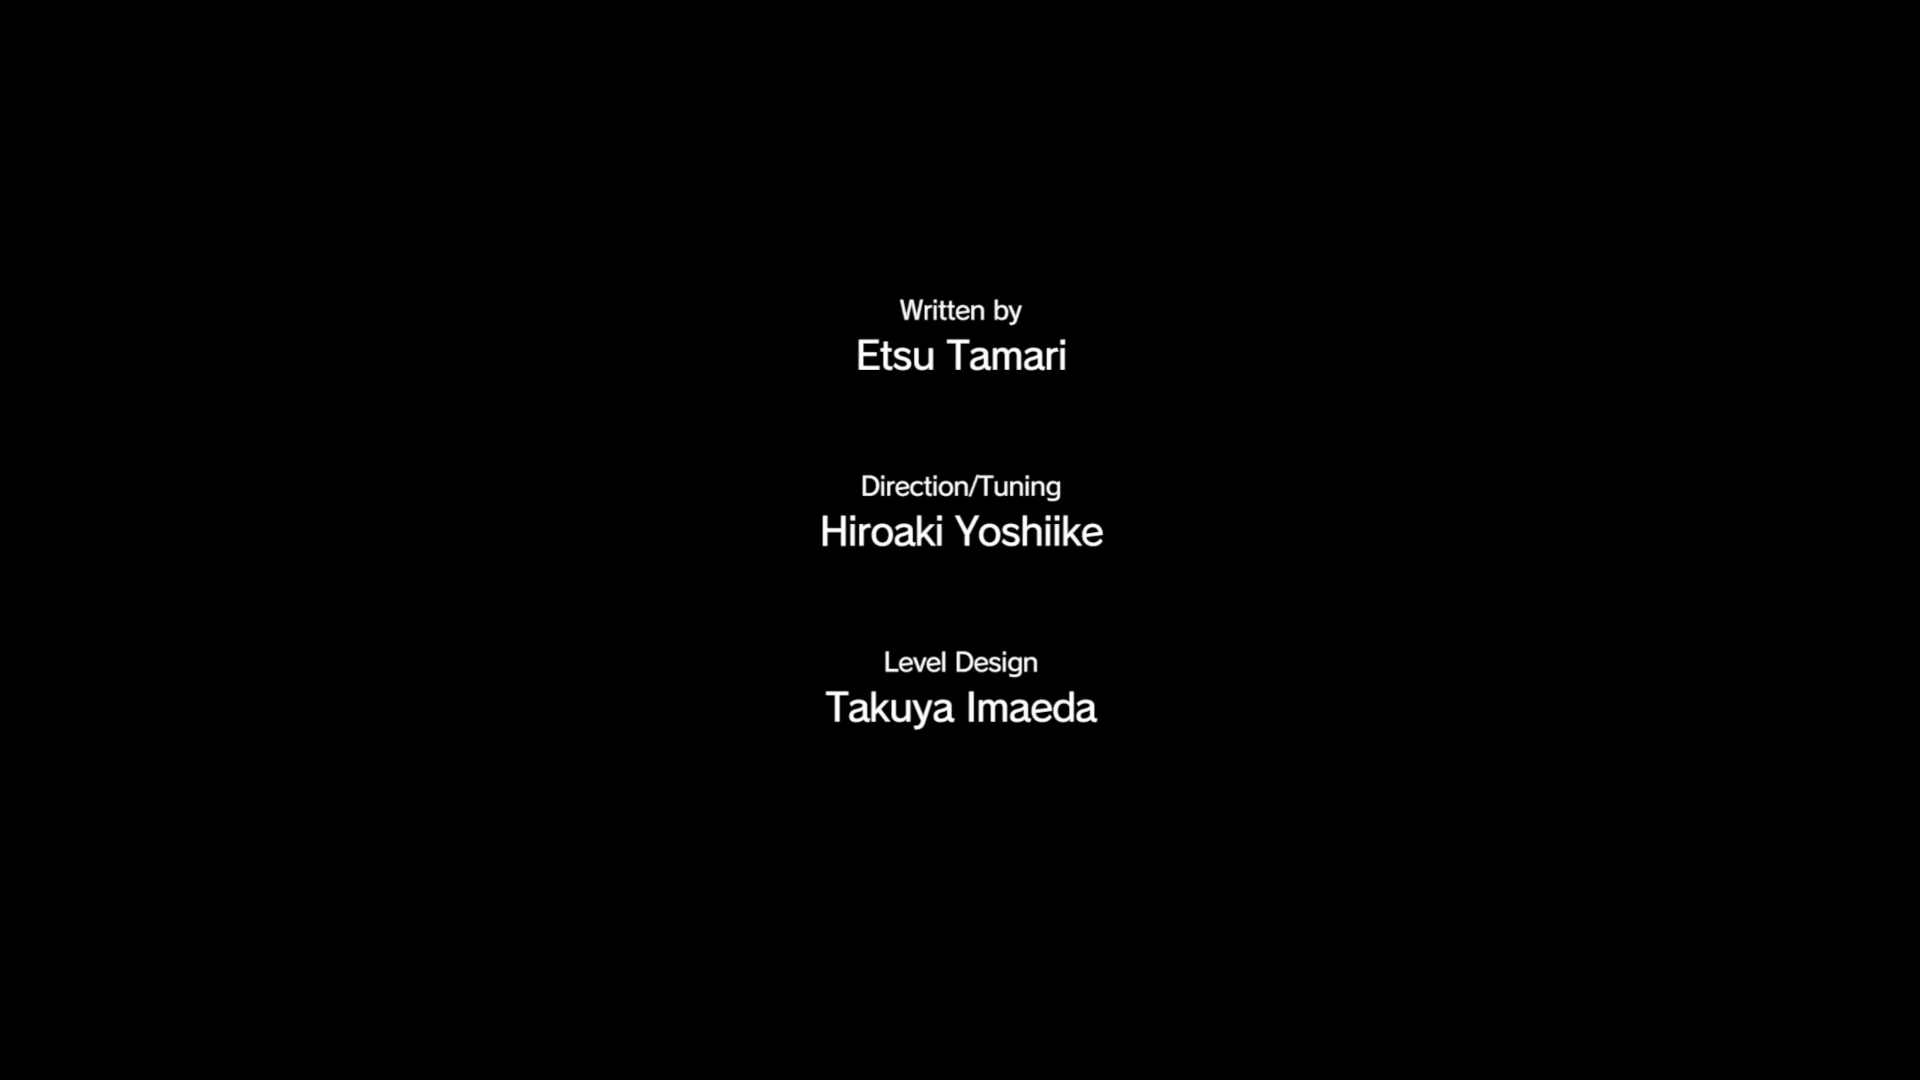 Written by
Etsu Tamari
Direction/Tuning
Hiroaki Yoshiike
Level Design
Takuya Imaeda